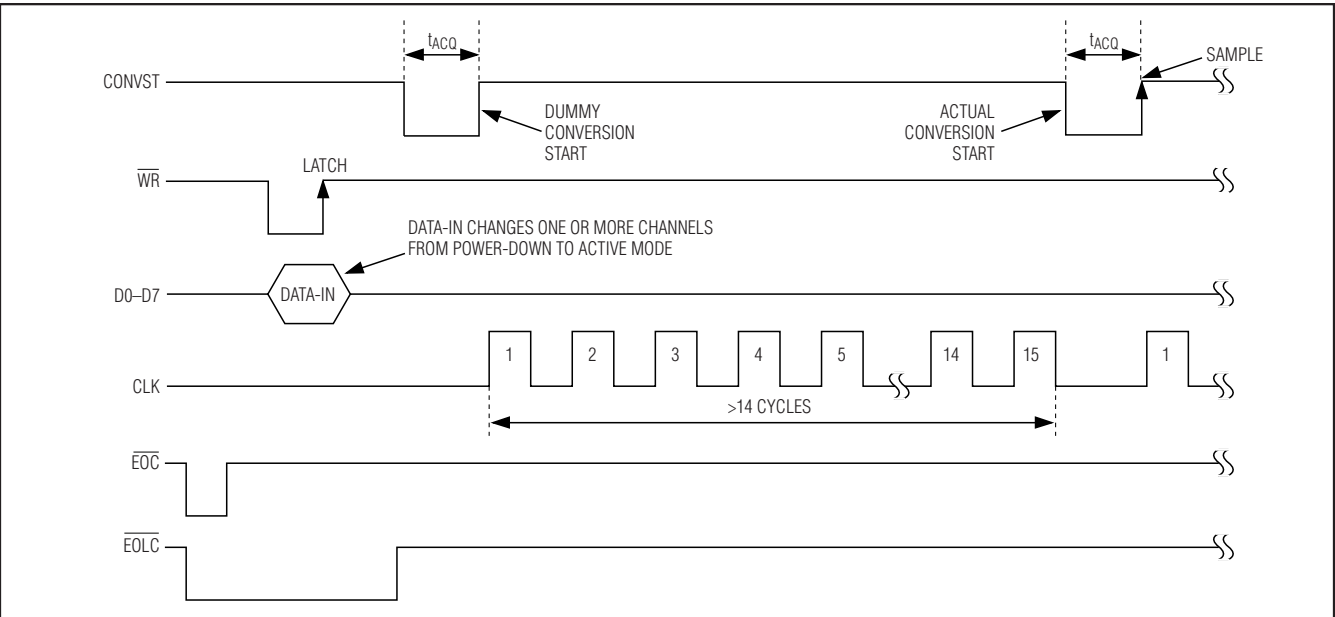 tACQ
tACQ
SAMPLE
CONVST
DUMMY
CONVERSION
START
ACTUAL
CONVERSION
START
LATCH
WR
DATA-IN CHANGES ONE OR MORE CHANNELS
FROM POWER-DOWN TO ACTIVE MODE
D0–D7
DATA-IN
1 2 3 4 5 14 15 1
CLK
>14 CYCLES
EOC
EOLC